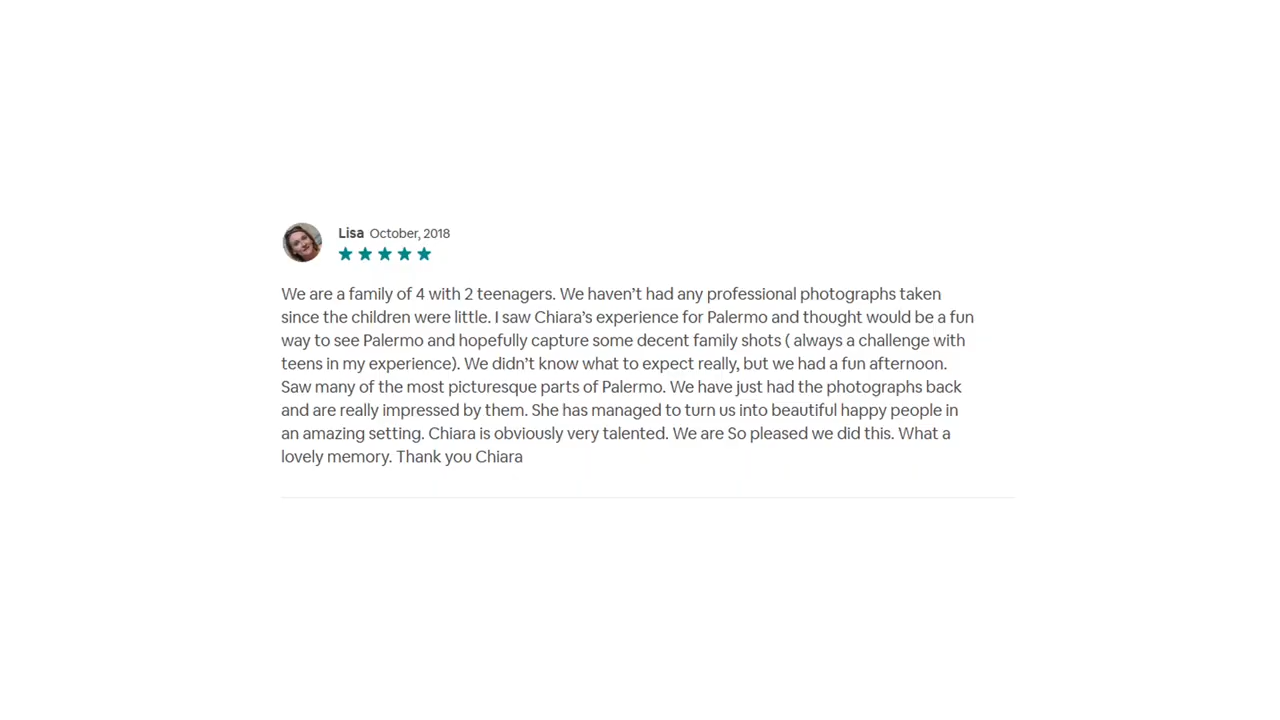 Lisa October, 2018
We are a family of 4 with 2 teenagers. We haven’t had any professional photographs taken
since the children were little. I saw Chiara’s experience for Palermo and thought would be a fun
way to see Palermo and hopefully capture some decent family shots ( always a challenge with
teens in my experience). We didn’t know what to expect really, but we had a fun afternoon.
Saw many of the most picturesque parts of Palermo. We have just had the photographs back
and are really impressed by them. She has managed to turn us into beautiful happy people in
an amazing setting. Chiara is obviously very talented. We are So pleased we did this. What a
lovely memory. Thank you Chiara